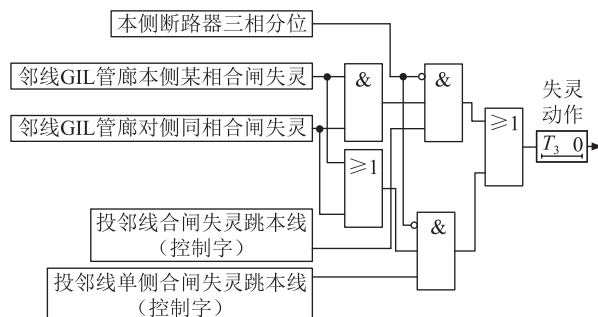 本侧断路器三相分位
邻线GIL管廊本侧某相合闸失灵
邻线GIL管廊对侧同相合闸失灵
投邻线合闸失灵跳本线
（控制字）
投邻线单侧合闸失灵跳本线
（控制字）
&
≥1
&
&
≥1
失灵
动作
T₃ 0